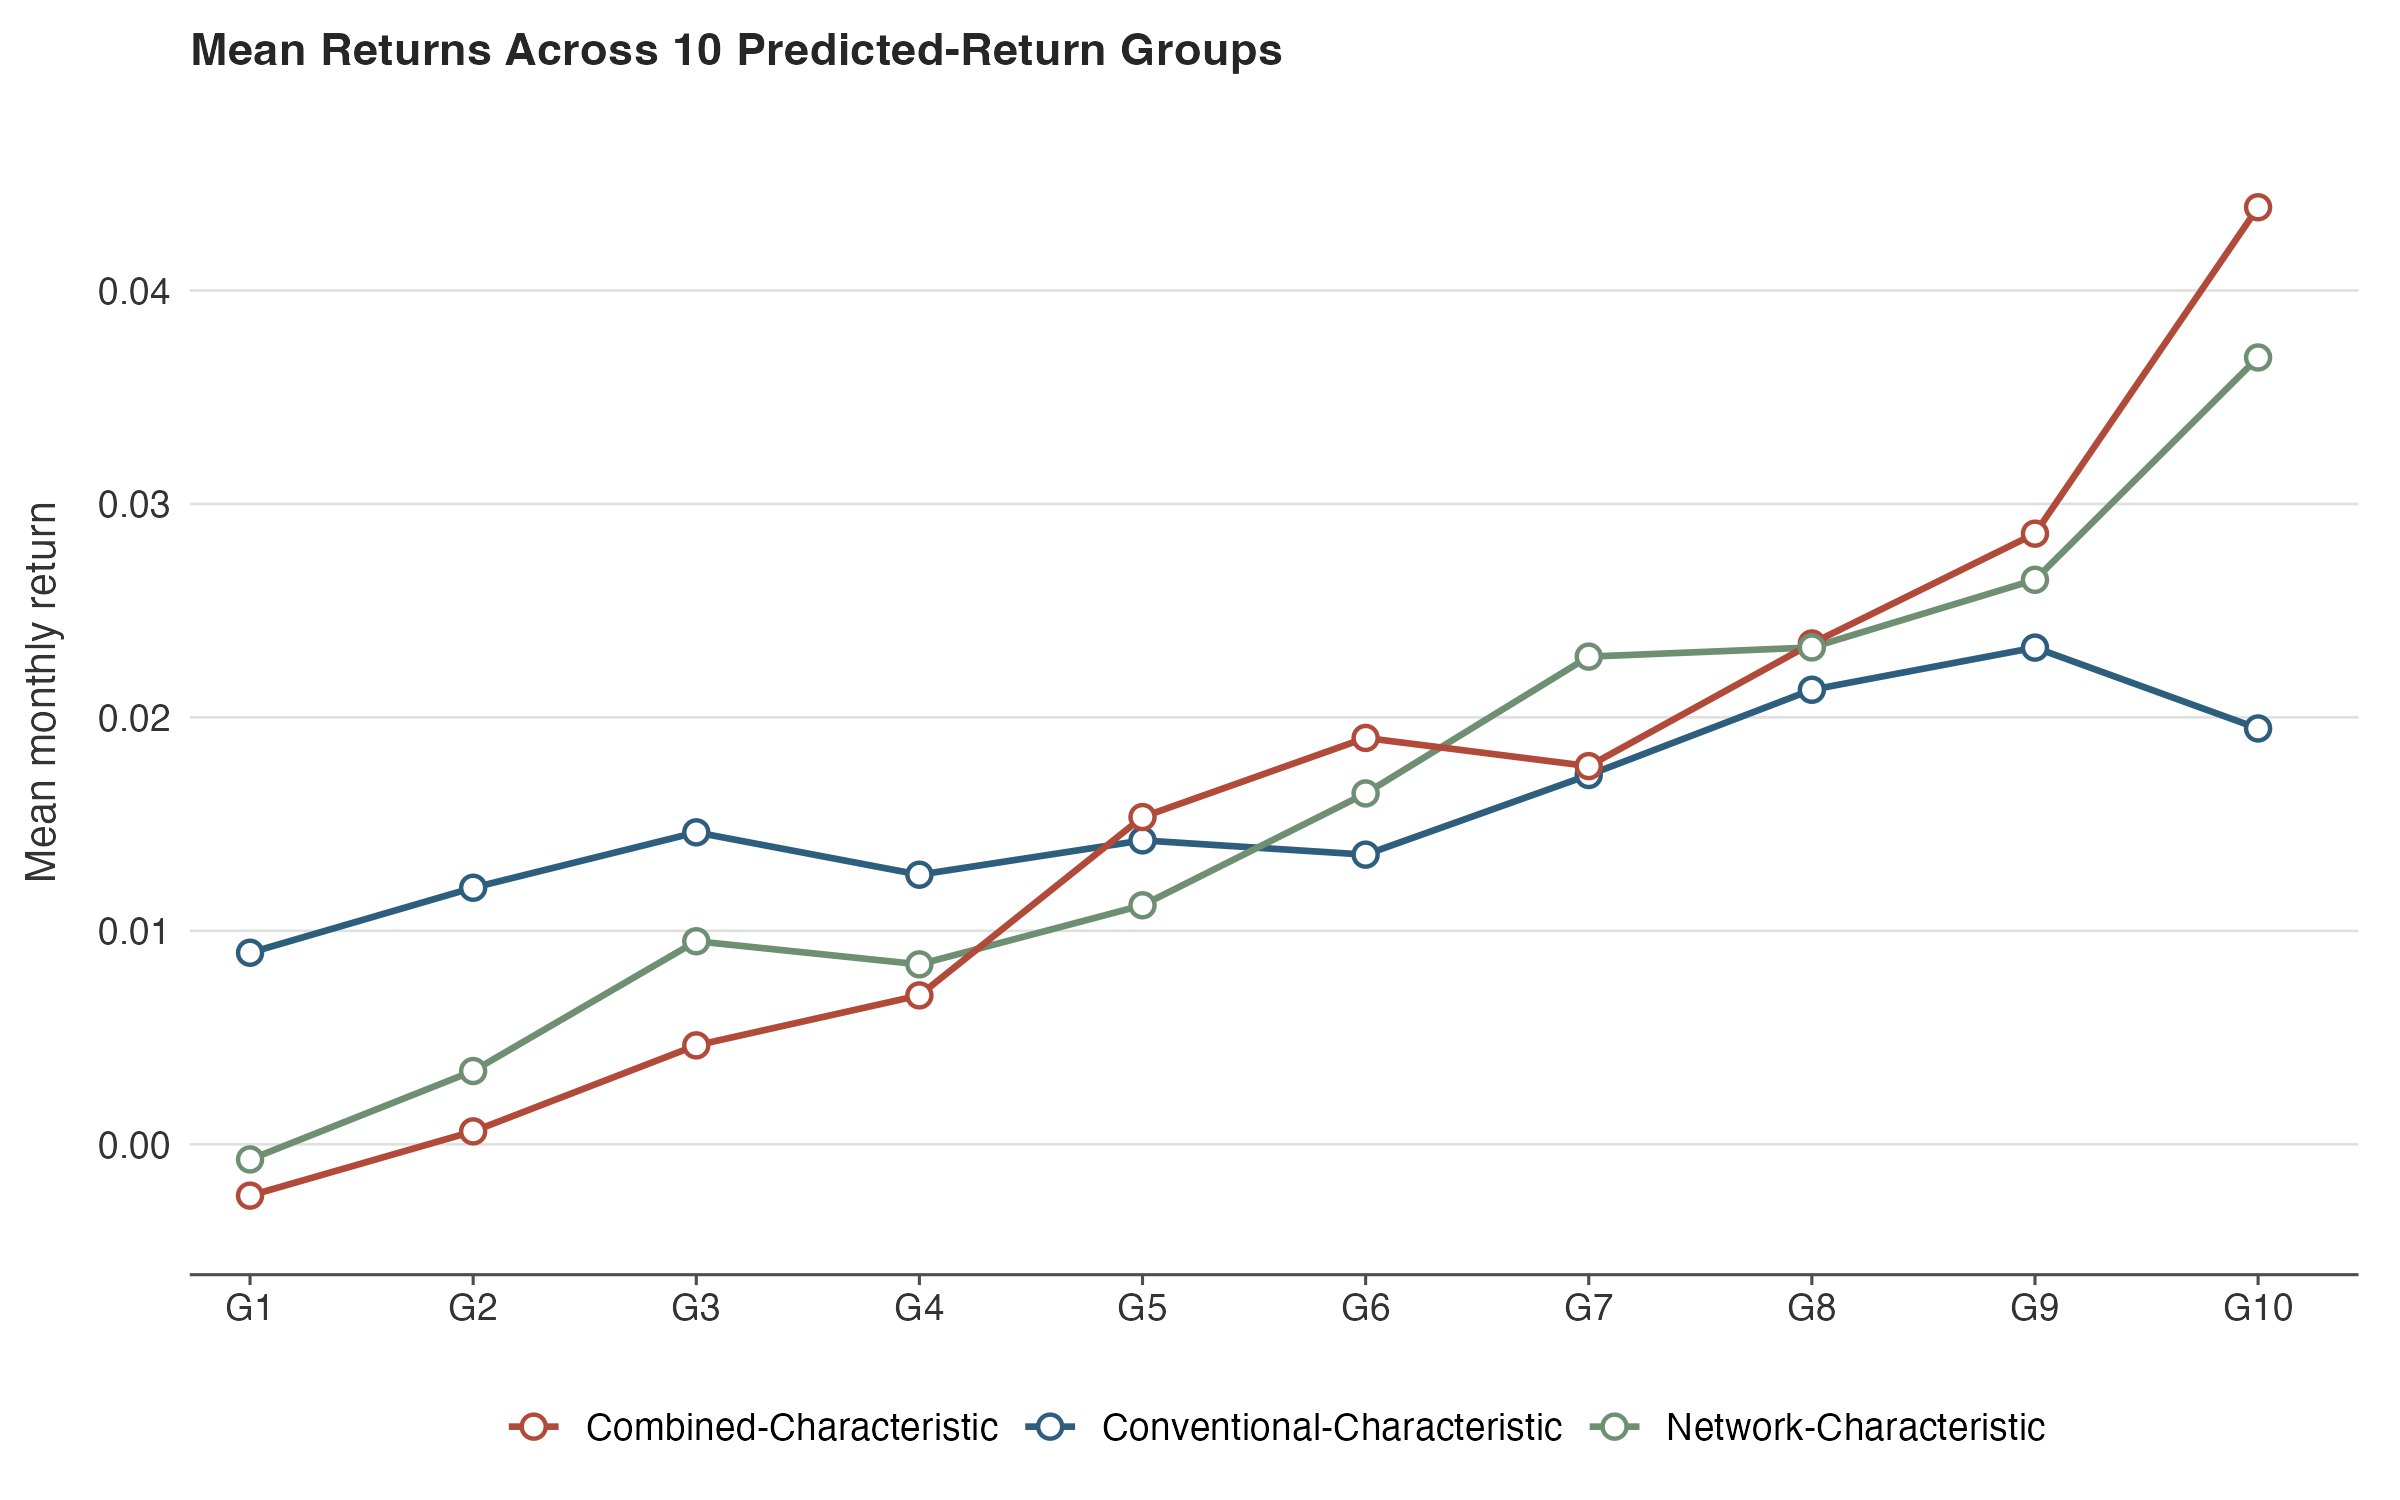 Mean Returns Across 10 Predicted-Return Groups
Mean monthly return
0.04
0.03
0.02
0.01
0.00
G1 G2 G3 G4 G5 G6 G7 G8 G9 G10
Combined-Characteristic Conventional-Characteristic Network-Characteristic